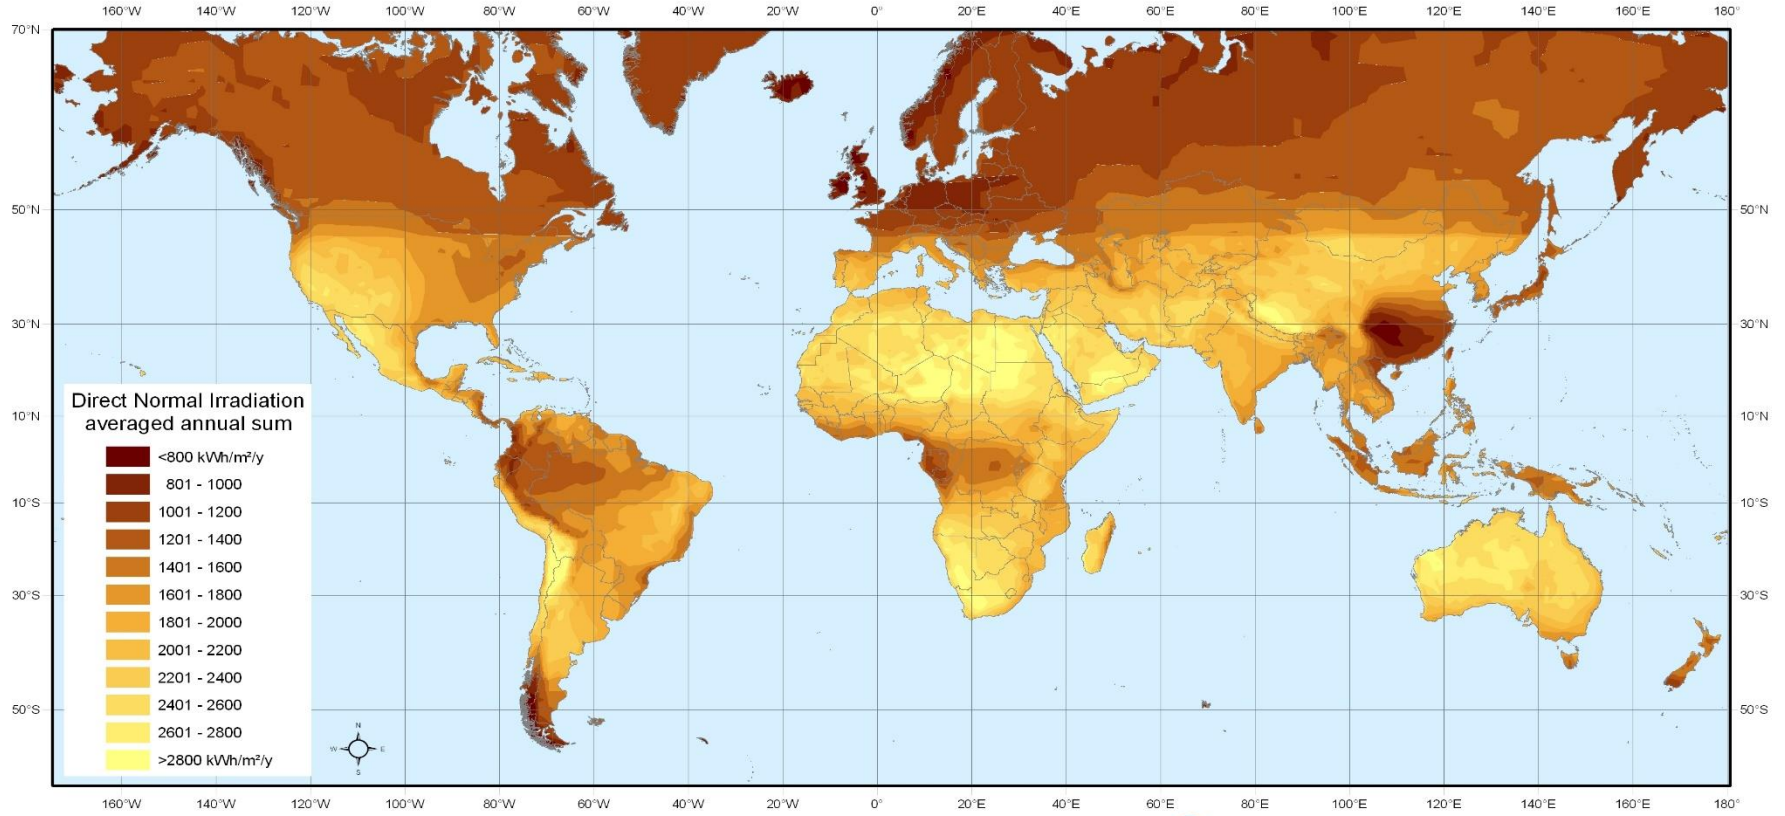 160°W 140°W 120°W 100°W 80°W 60°W 40°W 20°W 0° 20°E 40°E 60°E 80°E 100°E 120°E 140°E 160°E 180°
70°N 70°N
50°N 50°N
30°N 30°N
10°N 10°N
10°S 10°S
30°S 30°S
50°S 50°S
Direct Normal Irradiation
averaged annual sum
<800 kWh/m²/y
801 - 1000
1001 - 1200
1201 - 1400
1401 - 1600
1601 - 1800
1801 - 2000
2001 - 2200
2201 - 2400
2401 - 2600
2601 - 2800
>2800 kWh/m²/y
N
W E
S
160°W 140°W 120°W 100°W 80°W 60°W 40°W 20°W 0° 20°E 40°E 60°E 80°E 100°E 120°E 140°E 160°E 180°